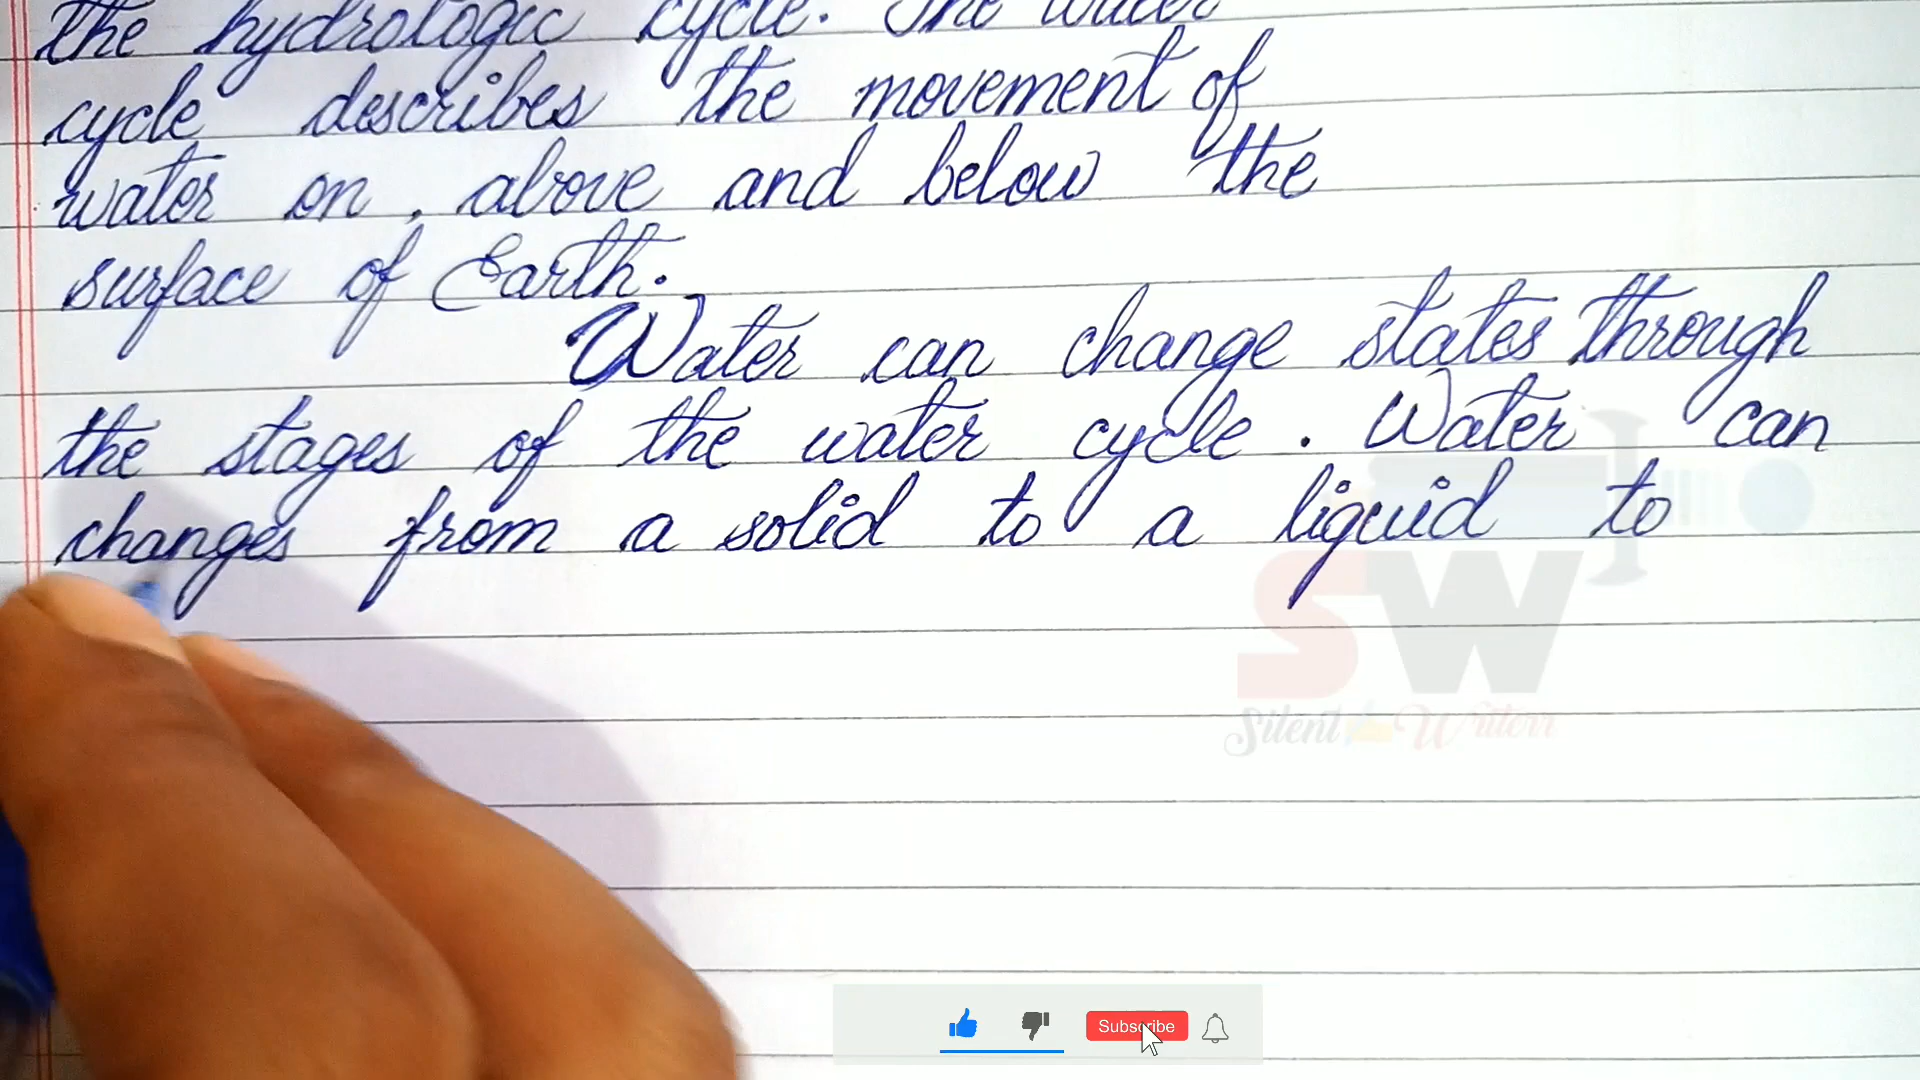 the hydrologic cycle. The water
cycle describes the movement of
water on, above and below the
surface of Earth.
Water can change states through
the stages of the water cycle. Water can
changes from a solid to a liquid to
SW
Silent Writerr
Subscribe